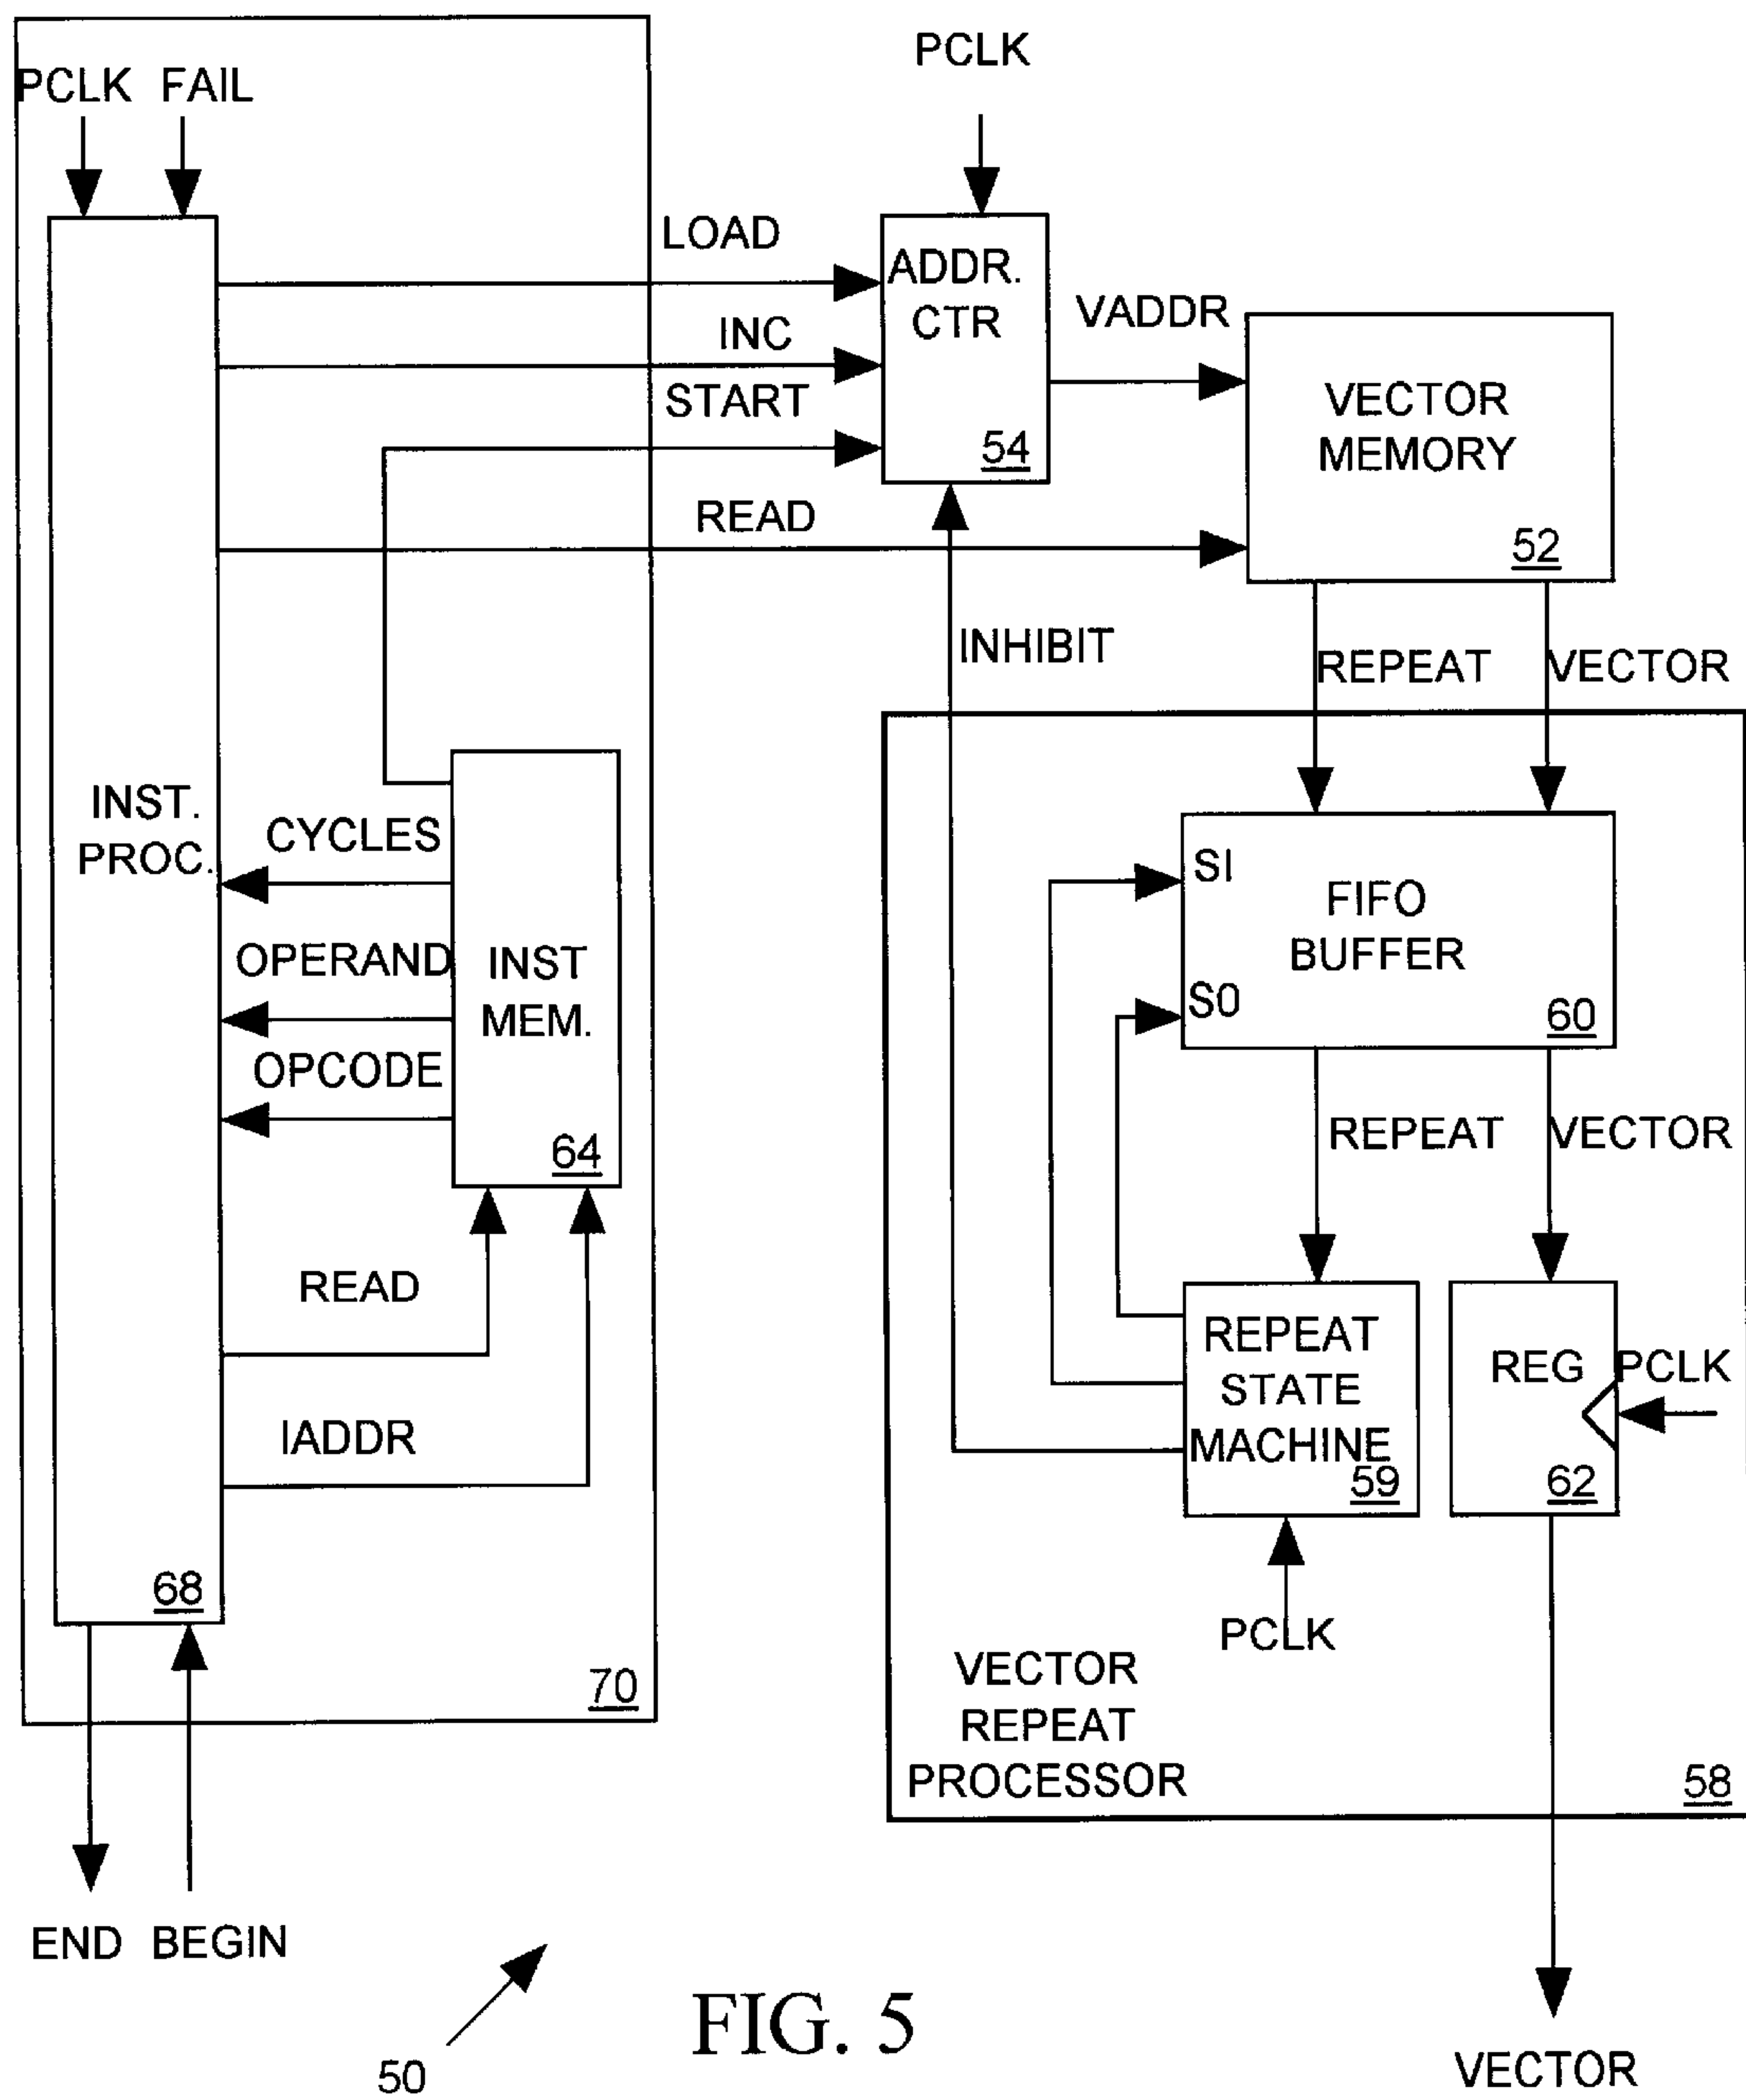 PCLK FAIL
PCLK
LOAD
ADDR.
CTR
54
INC
START
READ
VADDR
VECTOR
MEMORY
52
INHIBIT
REPEAT
VECTOR
INST.
PROC.
68
CYCLES
OPERAND
OPCODE
INST
MEM.
64
READ
IADDR
70
SI
FIFO
BUFFER
S0
60
REPEAT
VECTOR
REPEAT
STATE
MACHINE
59
REG
PCLK
62
PCLK
VECTOR
REPEAT
PROCESSOR
58
END BEGIN
50
FIG. 5
VECTOR